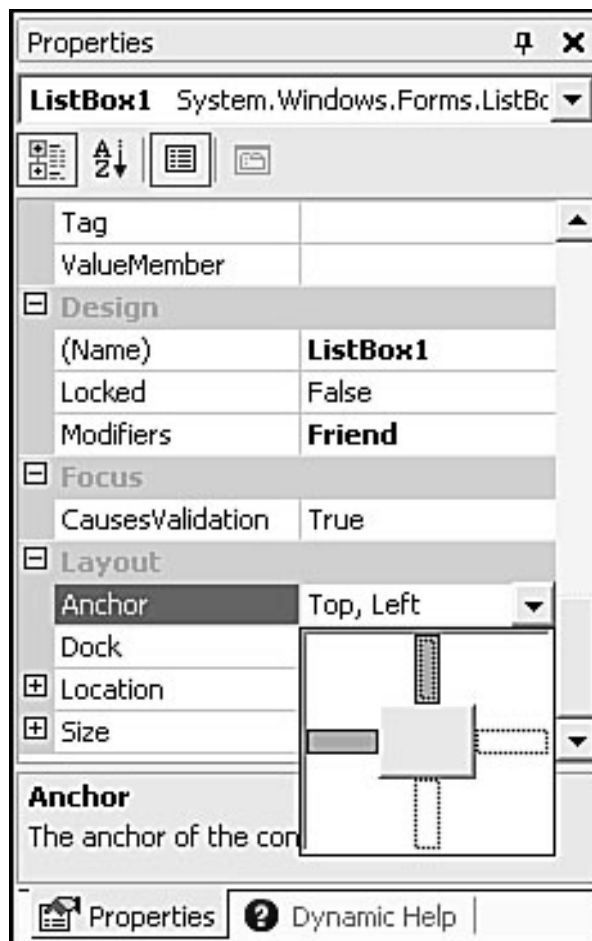 Properties
ListBox1 System.Windows.Forms.ListBo
A
Z
Tag
ValueMember
Design
(Name) ListBox1
Locked False
Modifiers Friend
Focus
CausesValidation True
Layout
Anchor Top, Left
Dock
Location
Size
Anchor
The anchor of the con
Properties Dynamic Help